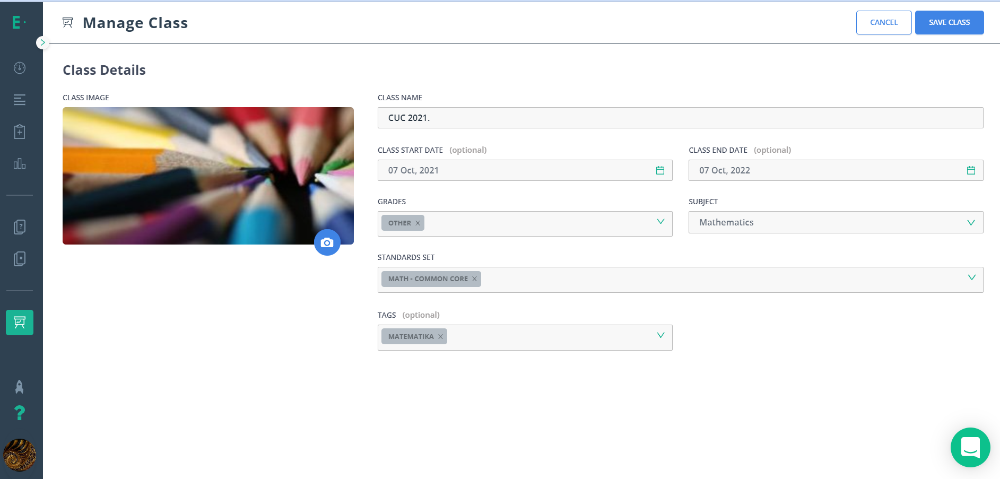 E·
Manage Class
CANCEL
SAVE CLASS
Class Details
CLASS IMAGE
CLASS NAME
CUC 2021.
CLASS START DATE (optional)
CLASS END DATE (optional)
07 Oct, 2021
07 Oct, 2022
GRADES
SUBJECT
OTHER
Mathematics
STANDARDS SET
MATH - COMMON CORE
TAGS (optional)
MATEMATIKA
?